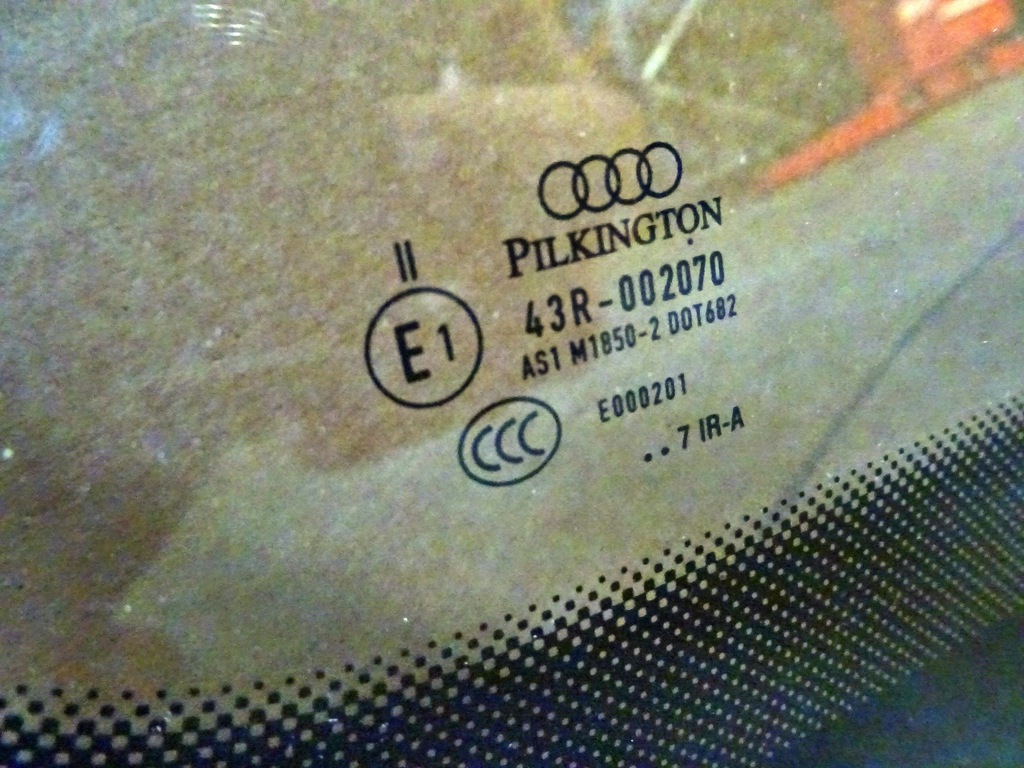 PILKINGTON
II
43R-002070
E1
AS1 M1850-2 DOT682
CCC
E000201
..7 IR-A